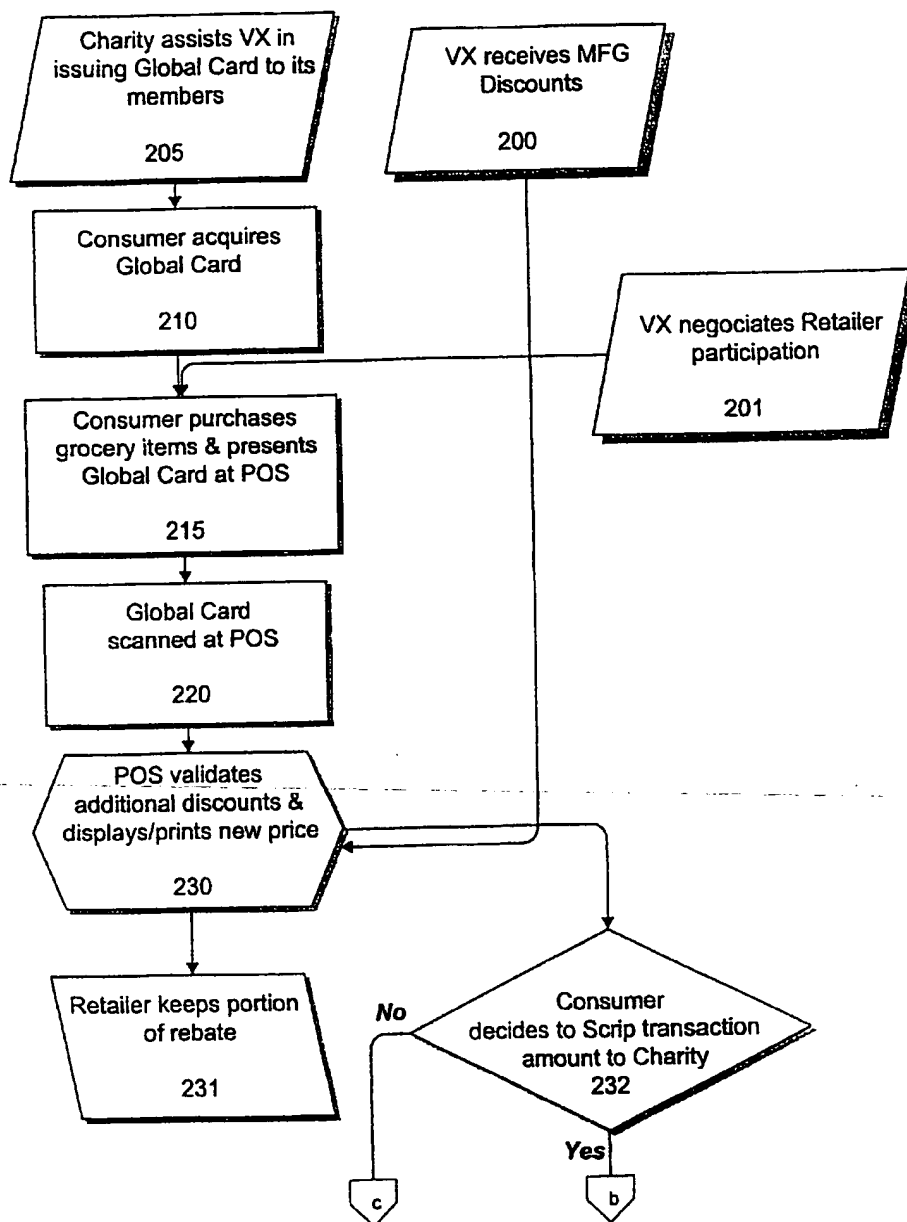 Charity assists VX in
issuing Global Card to its
members
205
VX receives MFG
Discounts
200
Consumer acquires
Global Card
210
VX negociates Retailer
participation
201
Consumer purchases
grocery items & presents
Global Card at POS
215
Global Card
scanned at POS
220
POS validates
additional discounts &
displays/prints new price
230
Retailer keeps portion
of rebate
231
No
Consumer
decides to Scrip transaction
amount to Charity
232
Yes
c
b